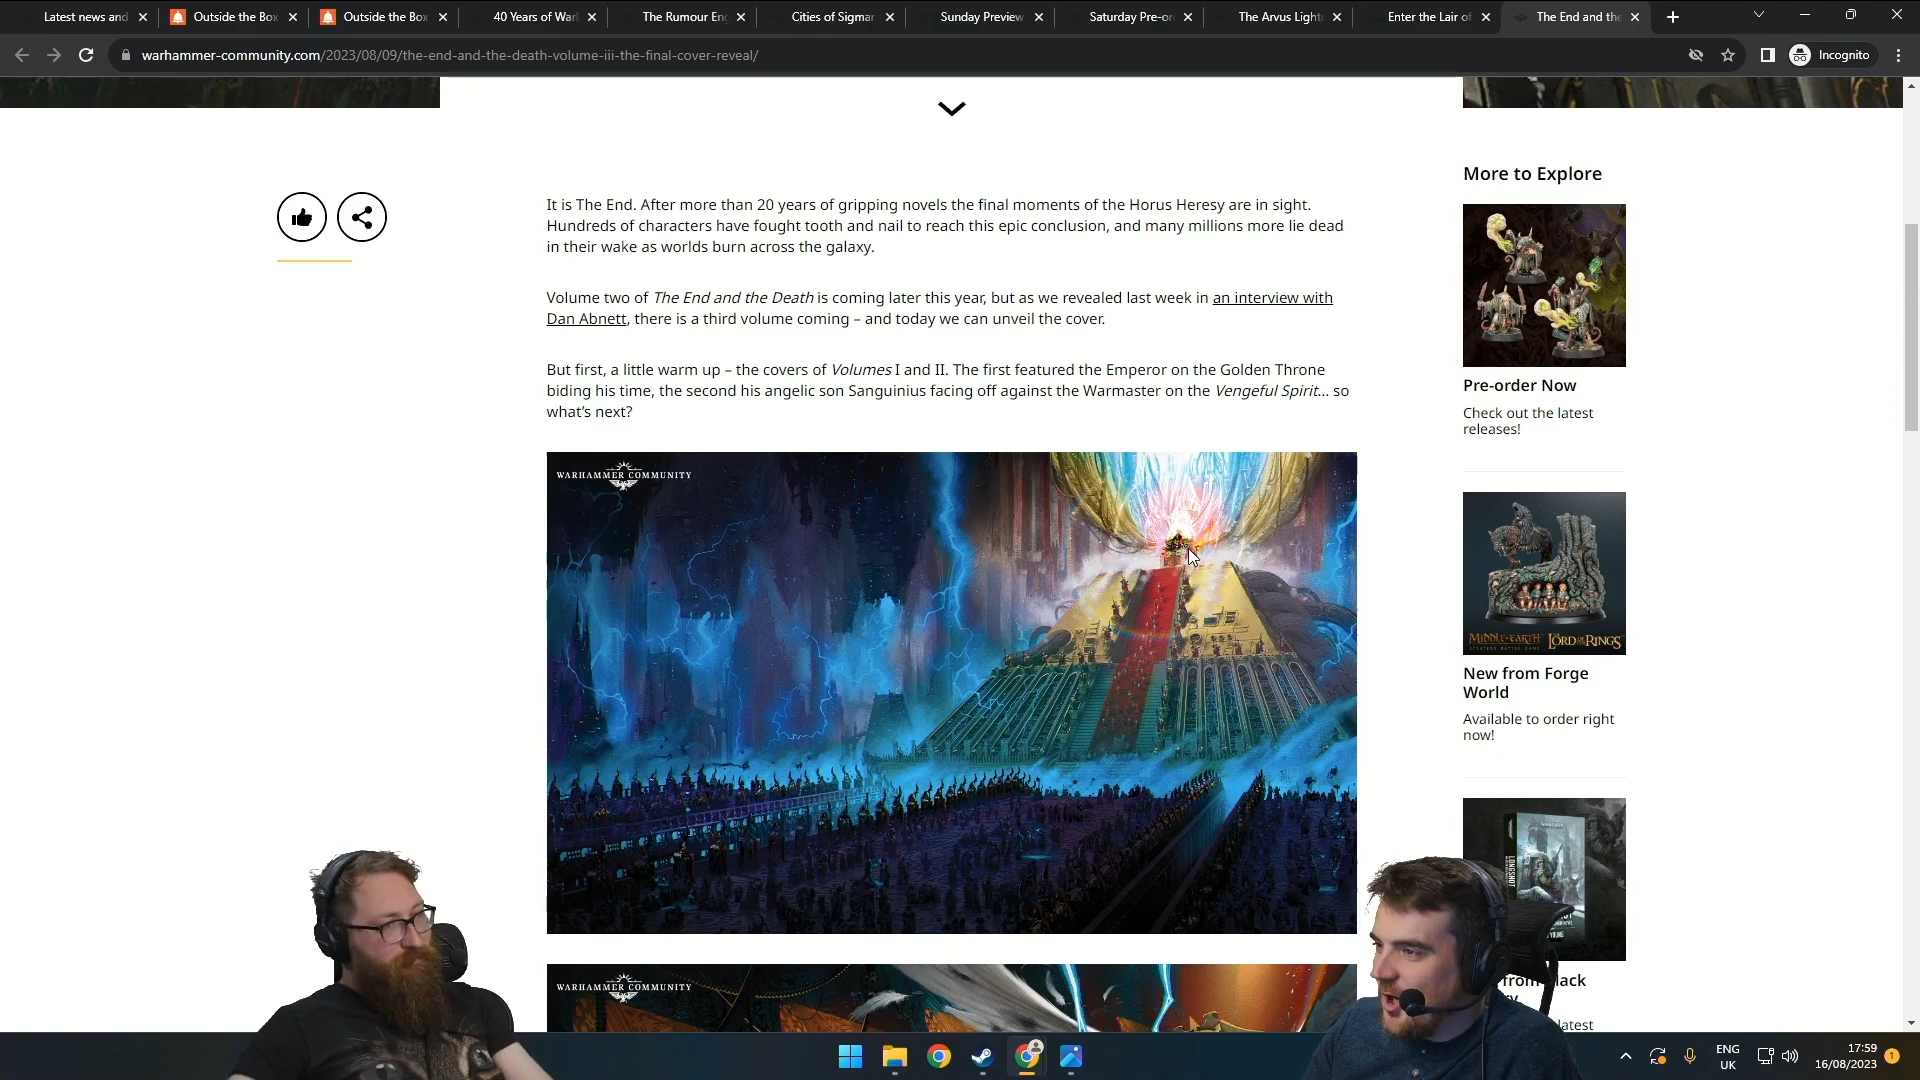 Latest news and
Outside the Box
Outside the Box
40 Years of War
The Rumour Eng
Cities of Sigmar
Sunday Preview
Saturday Pre-or
The Arvus Light
Enter the Lair of
The End and the
warhammer-community.com/2023/08/09/the-end-and-the-death-volume-iii-the-final-cover-reveal/
Incognito
It is The End. After more than 20 years of gripping novels the final moments of the Horus Heresy are in sight.
Hundreds of characters have fought tooth and nail to reach this epic conclusion, and many millions more lie dead
in their wake as worlds burn across the galaxy.
Volume two of The End and the Death is coming later this year, but as we revealed last week in an interview with
Dan Abnett, there is a third volume coming – and today we can unveil the cover.
But first, a little warm up – the covers of Volumes I and II. The first featured the Emperor on the Golden Throne
biding his time, the second his angelic son Sanguinius facing off against the Warmaster on the Vengeful Spirit... so
what's next?
WARHAMMER COMMUNITY
WARHAMMER COMMUNITY
More to Explore
Pre-order Now
Check out the latest
releases!
MIDDLE-EARTH
STRATEGY BATTLE GAME
THE LORD OF THE RINGS
New from Forge
World
Available to order right
now!
LONGSHOT
YOUNG
from lack
latest
ENG
UK
17:59
16/08/2023
1